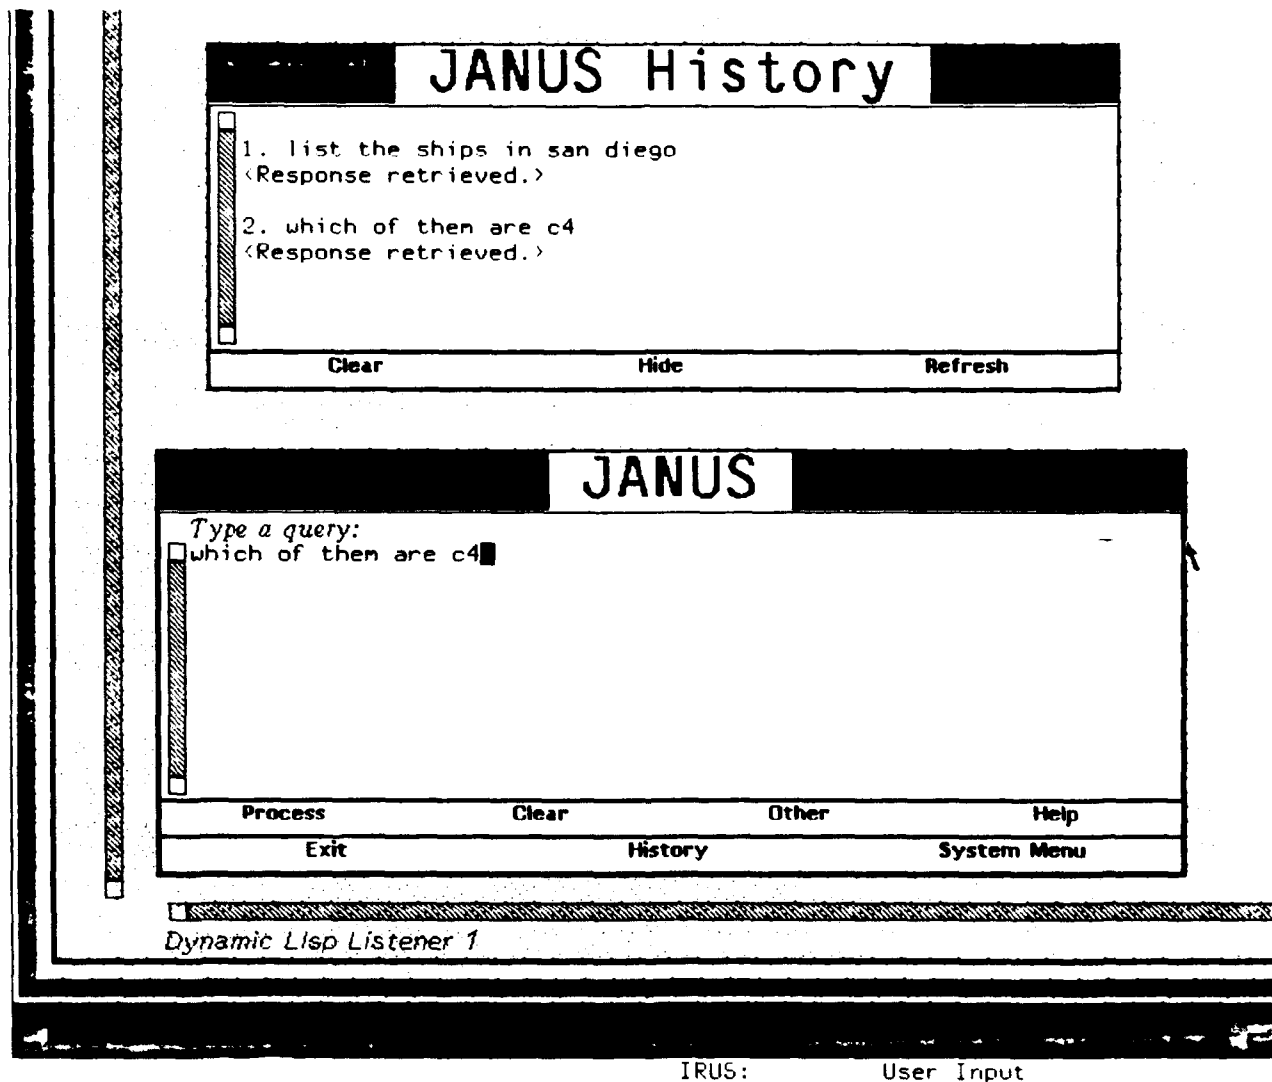 JANUS History
1. list the ships in san diego
<Response retrieved.>
2. which of them are c4
<Response retrieved.>
Clear Hide Refresh
JANUS
Type a query:
which of them are c4
Process Clear Other Help
Exit History System Menu
Dynamic Lisp Listener 1
IRUS: User Input